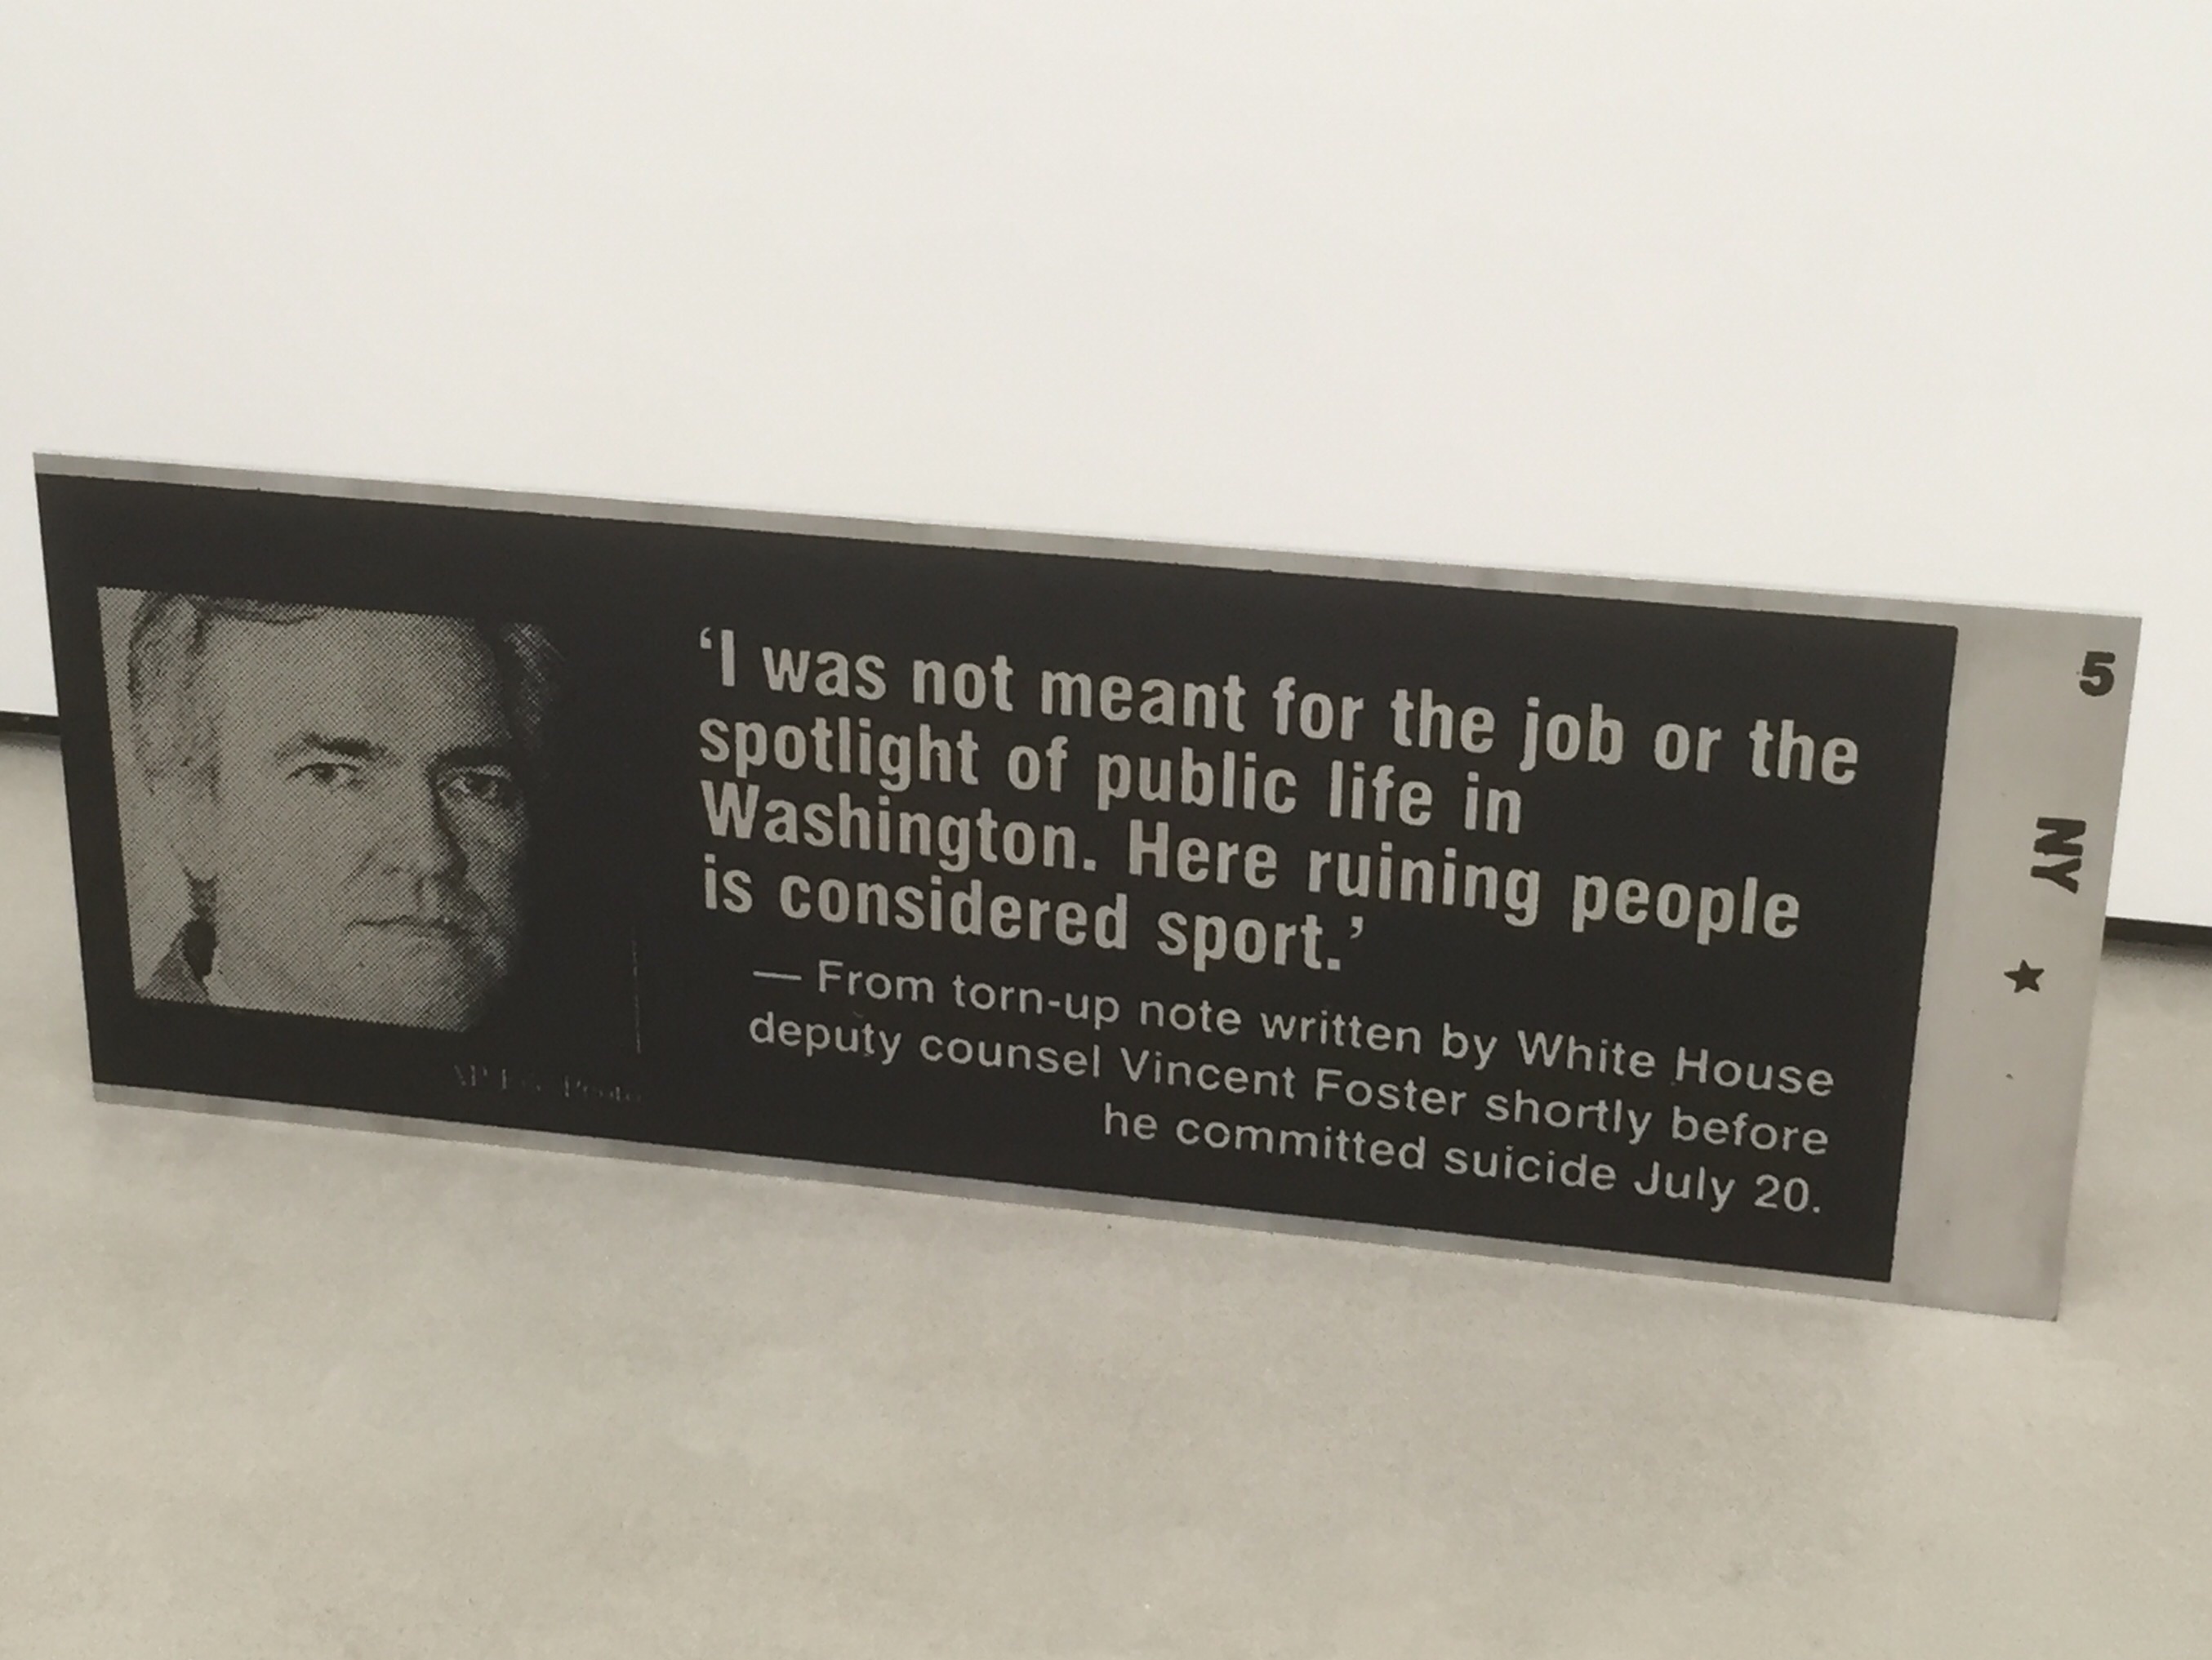 ‘I was not meant for the job or the
spotlight of public life in
Washington. Here ruining people
is considered sport.’
— From torn-up note written by White House
deputy counsel Vincent Foster shortly before
he committed suicide July 20.
AP
5
NY ★